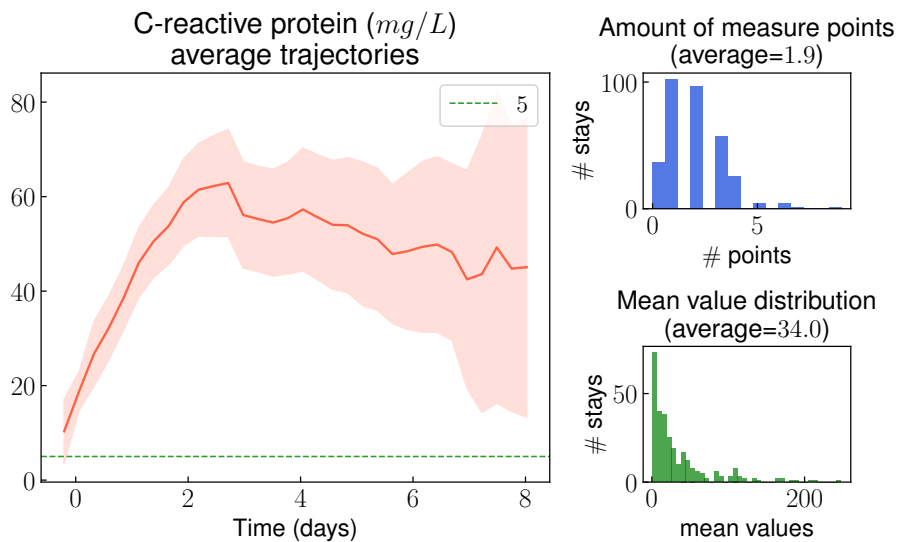 C-reactive protein (mg/L)
average trajectories
80
60
40
20
0
0 2 4 6 8
Time (days)
5
Amount of measure points
(average=1.9)
# stays
100
0
0 5
# points
Mean value distribution
(average=34.0)
# stays
50
0
0 200
mean values